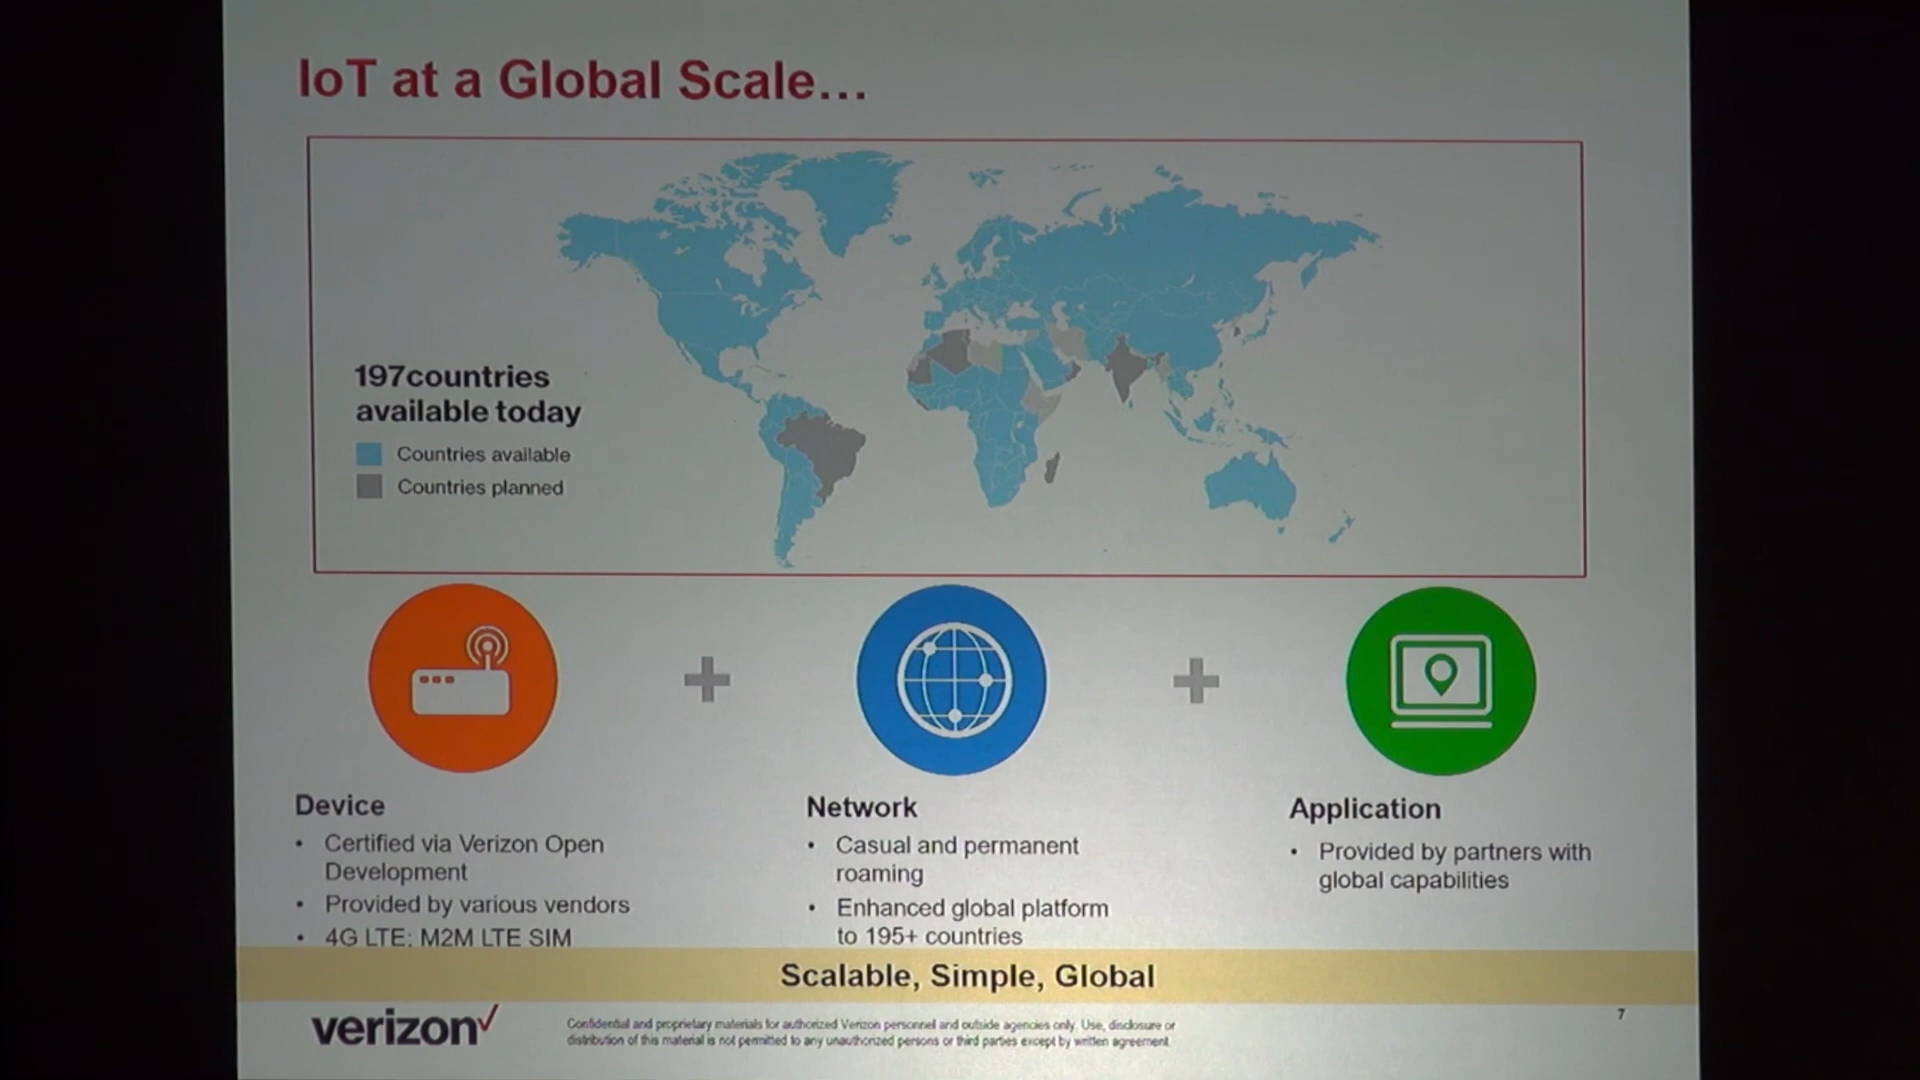 IoT at a Global Scale...
197countries
available today
Countries available
Countries planned
Device
• Certified via Verizon Open
Development
• Provided by various vendors
• 4G LTE: M2M LTE SIM
Network
• Casual and permanent
roaming
• Enhanced global platform
to 195+ countries
Application
• Provided by partners with
global capabilities
Scalable, Simple, Global
verizon
Confidential and proprietary materials for authorized Verizon personnel and outside agencies only. Use, disclosure or
distribution of this material is not permitted to any unauthorized persons or third parties except by written agreement.
7